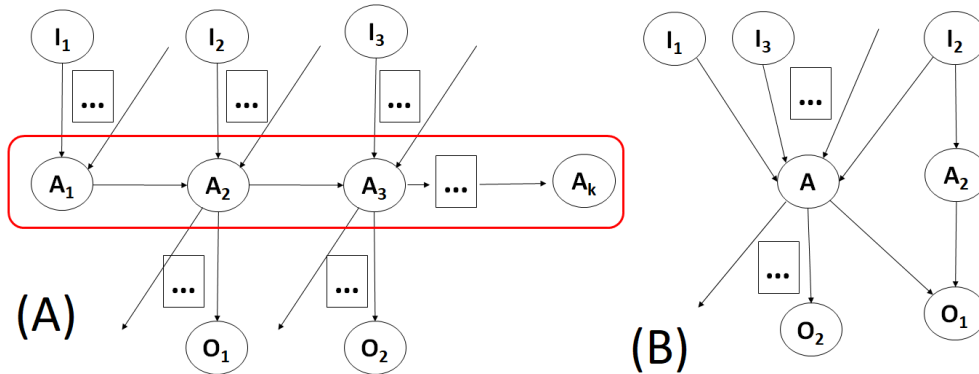 I₁ I₂ I₃
... ... ...
A₁ A₂ A₃ ... Aₖ
... ...
(A)
O₁ O₂
I₁ I₃ I₂
...
A A₂
...
O₂ O₁
(B)